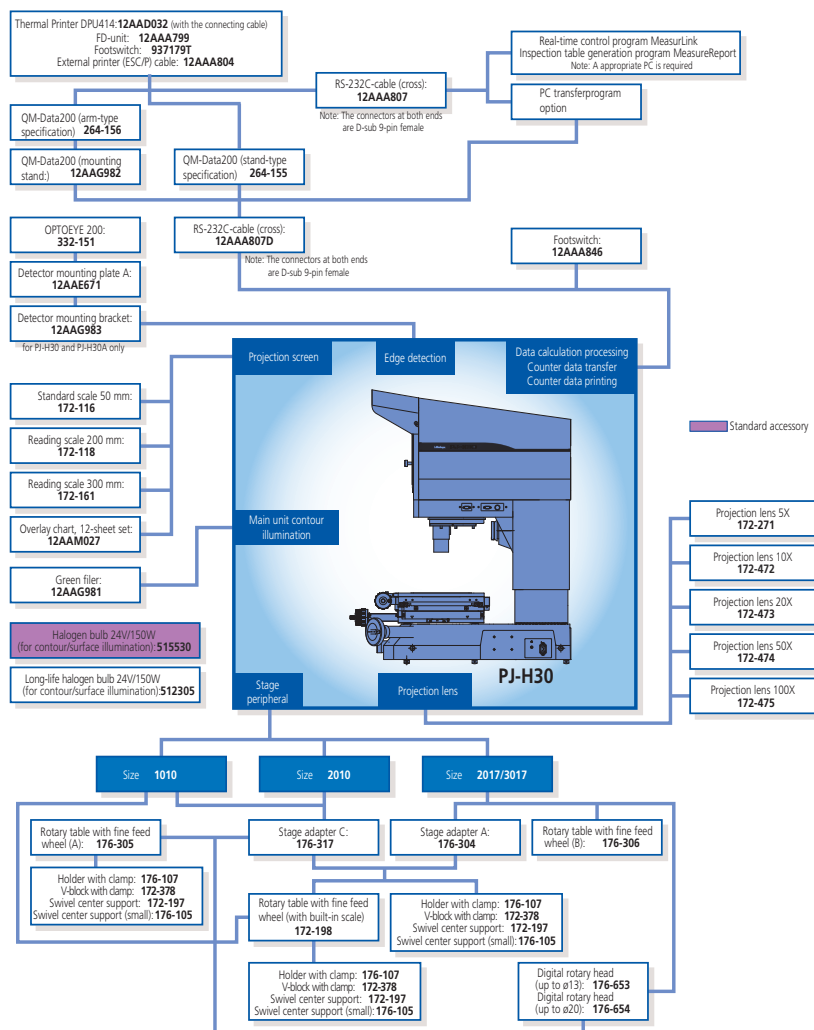 Thermal Printer DPU414:12AAD032 (with the connecting cable)
FD-unit: 12AAA799
Footswitch: 937179T
External printer (ESC/P) cable: 12AAA804
RS-232C-cable (cross):
12AAA807
Note: The connectors at both ends
are D-sub 9-pin female
Real-time control program MeasurLink
Inspection table generation program MeasureReport
Note: A appropriate PC is required
PC transferprogram
option
QM-Data200 (arm-type
specification) 264-156
QM-Data200 (mounting
stand:) 12AAG982
QM-Data200 (stand-type
specification) 264-155
OPTOEYE 200:
332-151
RS-232C-cable (cross):
12AAA807D
Note: The connectors at both ends
are D-sub 9-pin female
Footswitch:
12AAA846
Detector mounting plate A:
12AAE671
Detector mounting bracket:
12AAG983
for PJ-H30 and PJ-H30A only
Projection screen
Edge detection
Data calculation processing
Counter data transfer
Counter data printing
Standard scale 50 mm:
172-116
Reading scale 200 mm:
172-118
Reading scale 300 mm:
172-161
Overlay chart, 12-sheet set:
12AAM027
Green filer:
12AAG981
Main unit contour
illumination
Standard accessory
Projection lens 5X
172-271
Projection lens 10X
172-472
Projection lens 20X
172-473
Projection lens 50X
172-474
Projection lens 100X
172-475
Halogen bulb 24V/150W
(for contour/surface illumination):515530
Long-life halogen bulb 24V/150W
(for contour/surface illumination):512305
PJ-H30
Stage
peripheral
Projection lens
Size 1010
Size 2010
Size 2017/3017
Rotary table with fine feed
wheel (A): 176-305
Stage adapter C:
176-317
Stage adapter A:
176-304
Rotary table with fine feed
wheel (B): 176-306
Holder with clamp: 176-107
V-block with clamp: 172-378
Swivel center support: 172-197
Swivel center support (small): 176-105
Rotary table with fine feed
wheel (with built-in scale)
172-198
Holder with clamp: 176-107
V-block with clamp: 172-378
Swivel center support: 172-197
Swivel center support (small): 176-105
Holder with clamp: 176-107
V-block with clamp: 172-378
Swivel center support: 172-197
Swivel center support (small): 176-105
Digital rotary head
(up to ø13): 176-653
Digital rotary head
(up to ø20): 176-654